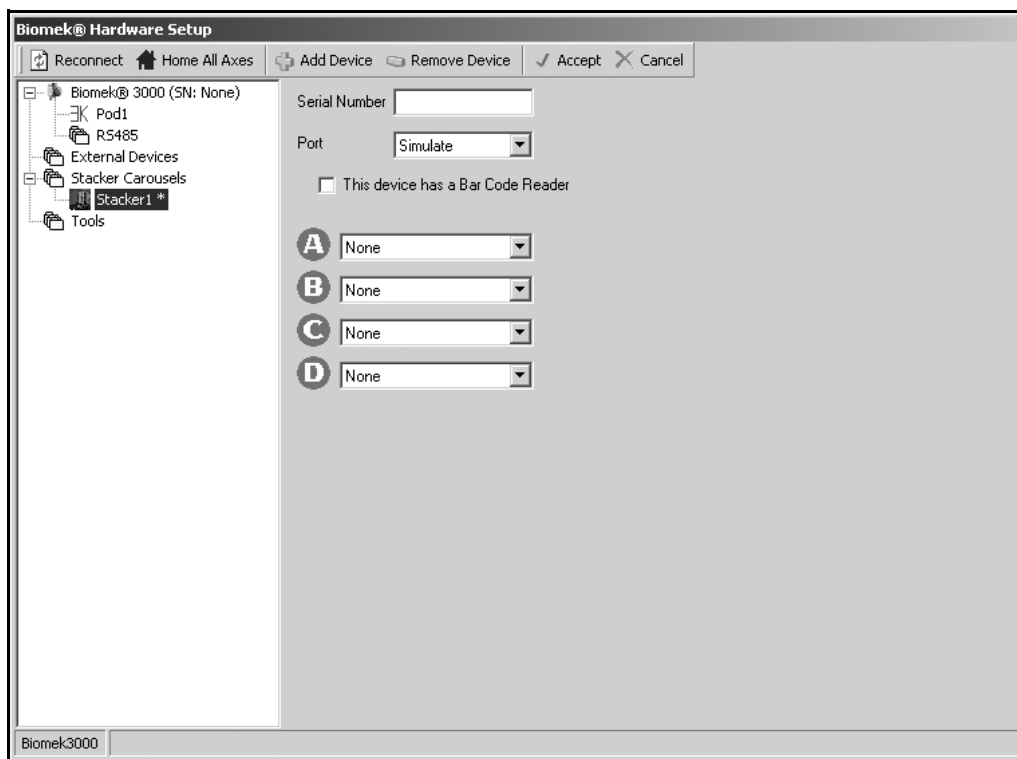 Biomek® Hardware Setup
Reconnect Home All Axes Add Device Remove Device Accept Cancel
Biomek® 3000 (SN: None)
Pod1
RS485
External Devices
Stacker Carousels
Stacker1 *
Tools
Serial Number
Port Simulate
This device has a Bar Code Reader
A None
B None
C None
D None
Biomek3000